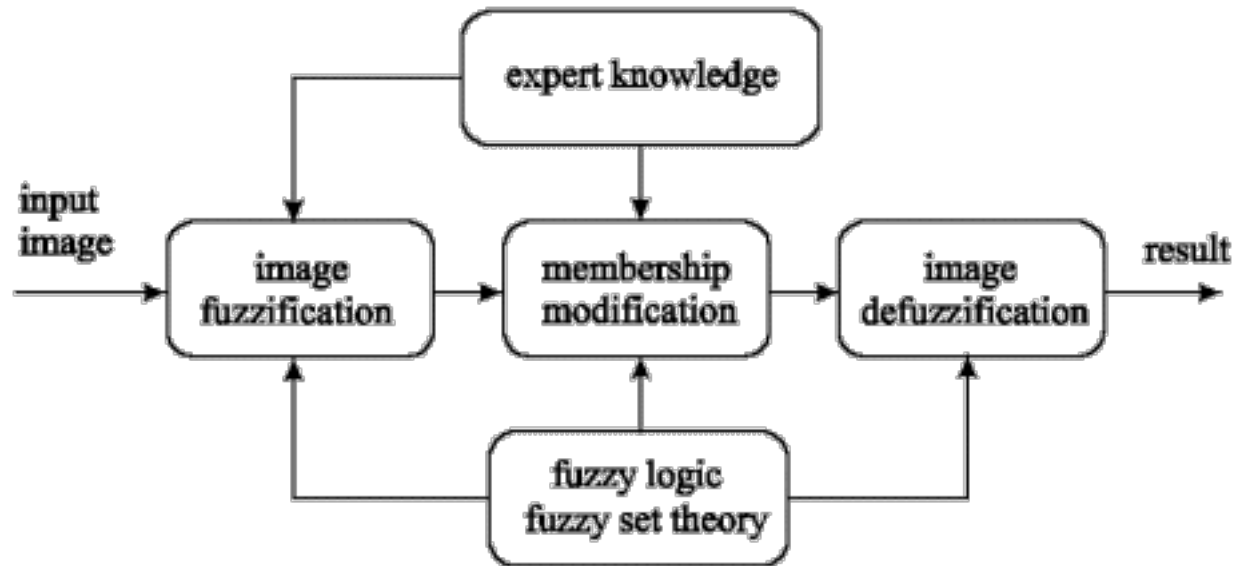 expert knowledge
input
image
image
fuzzification
membership
modification
image
defuzzification
result
fuzzy logic
fuzzy set theory